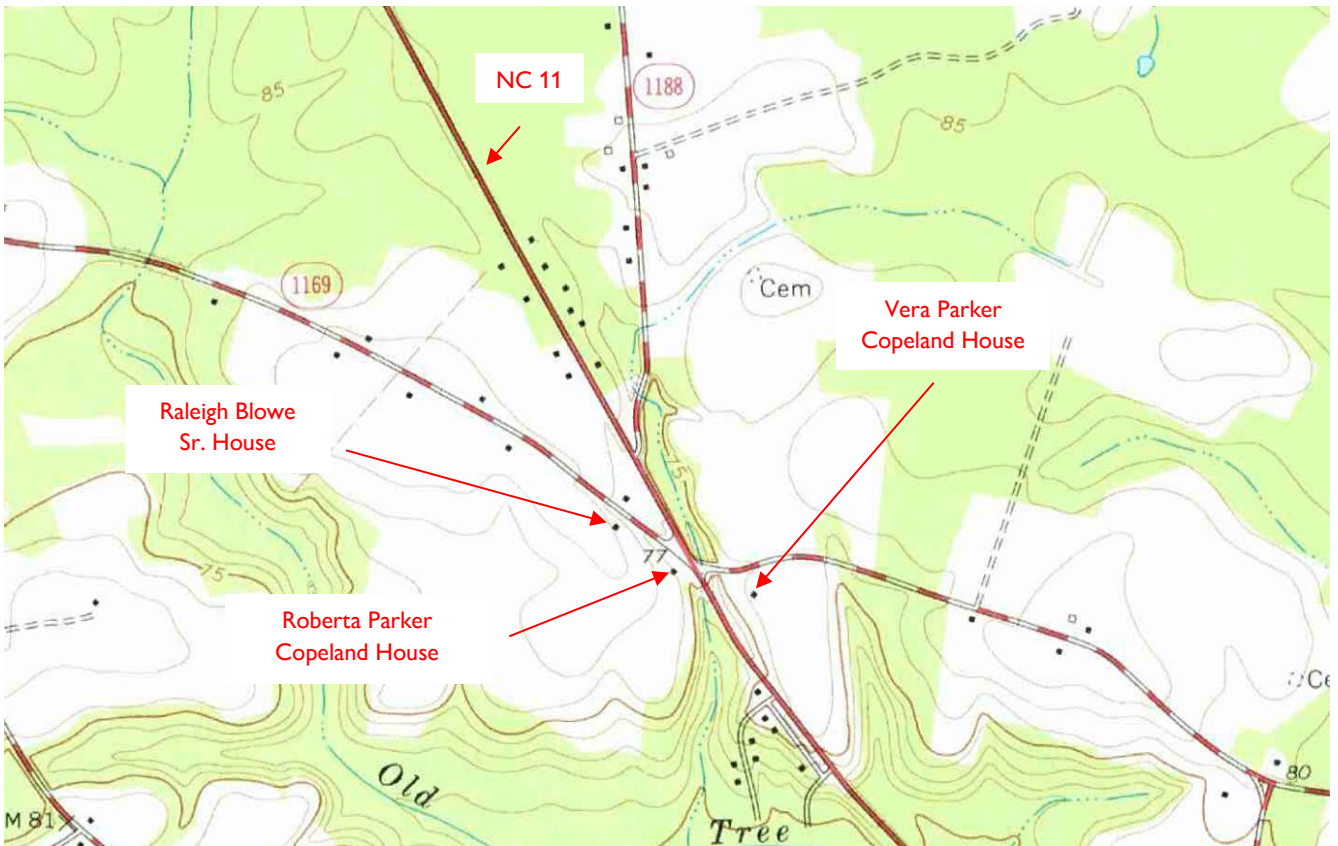 NC 11
1188
85
85
Cem
1169
Vera Parker
Copeland House
Raleigh Blowe
Sr. House
75
77
75
Roberta Parker
Copeland House
Ce
80
Old
M 81
Tree